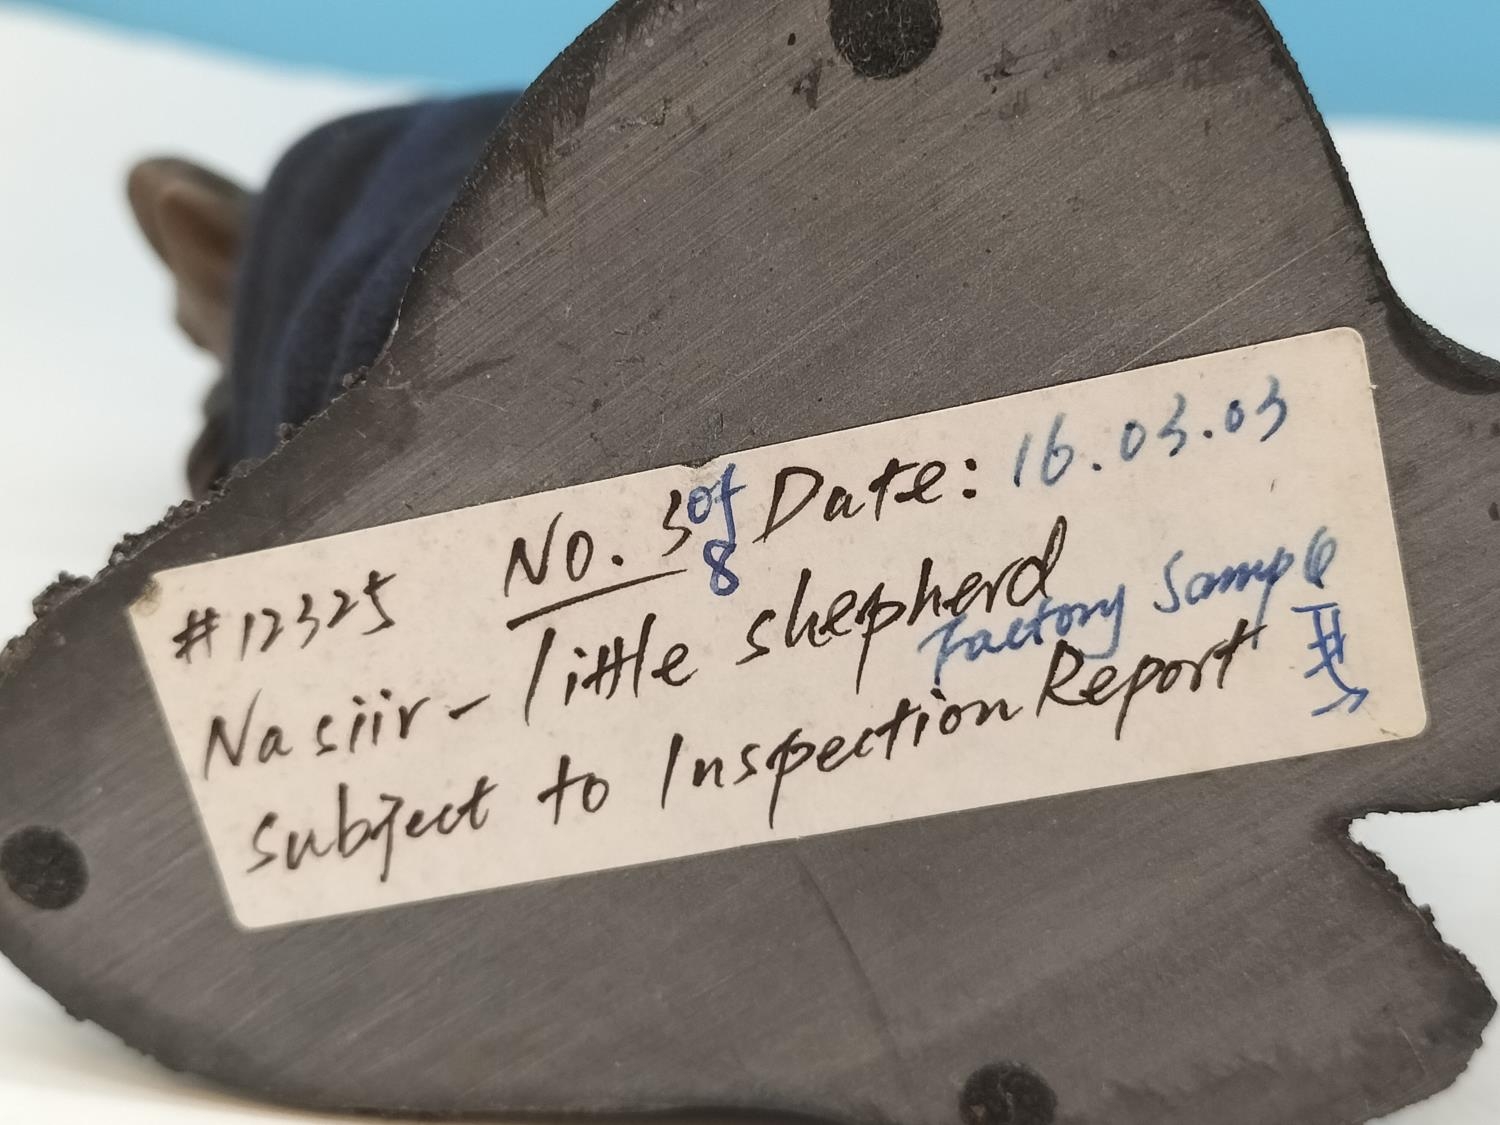 No. 3 of 8 Date: 16.03.03
#12325
Nasiir - little shepherd
Factory Sample
Subject to Inspection Report